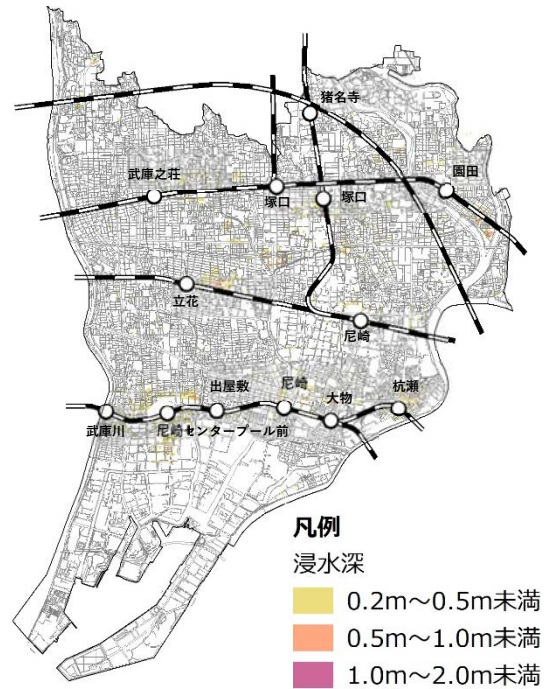 猪名寺
武庫之荘
塚口
塚口
園田
立花
尼崎
出屋敷
尼崎
大物
杭瀬
武庫川
尼崎センタープール前
凡例
浸水深
0.2m～0.5m未満
0.5m～1.0m未満
1.0m～2.0m未満